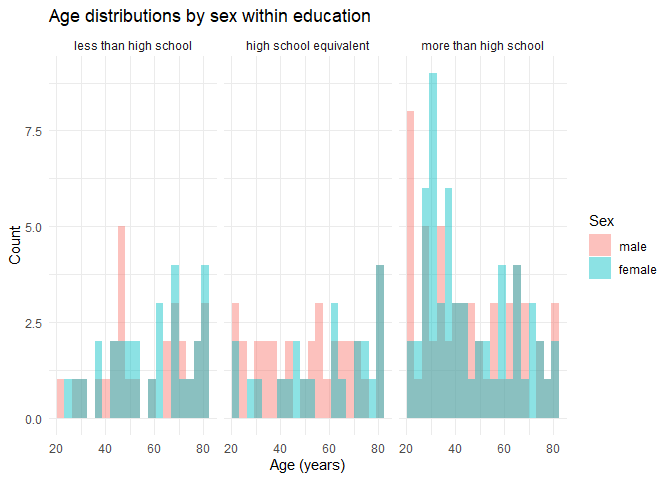 Age distributions by sex within education
less than high school
high school equivalent
more than high school
7.5
5.0
2.5
0.0
Count
20 40 60 80 20 40 60 80 20 40 60 80
Age (years)
Sex
male
female